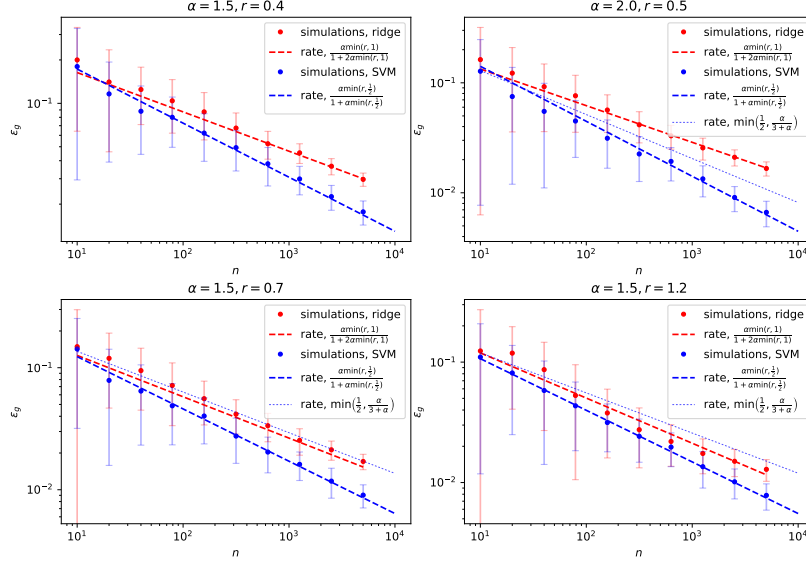 α = 1.5, r = 0.4
simulations, ridge
rate, αmin(r, 1) / 1 + 2αmin(r, 1)
simulations, SVM
rate, αmin(r, 1/2) / 1 + αmin(r, 1/2)
10⁻¹
ε_g
10¹ 10² 10³ 10⁴
n
α = 2.0, r = 0.5
simulations, ridge
rate, αmin(r, 1) / 1 + 2αmin(r, 1)
simulations, SVM
rate, αmin(r, 1/2) / 1 + αmin(r, 1/2)
rate, min(1/2, α/3 + α)
10⁻¹
10⁻²
ε_g
10¹ 10² 10³ 10⁴
n
α = 1.5, r = 0.7
simulations, ridge
rate, αmin(r, 1) / 1 + 2αmin(r, 1)
simulations, SVM
rate, αmin(r, 1/2) / 1 + αmin(r, 1/2)
rate, min(1/2, α/3 + α)
10⁻¹
10⁻²
ε_g
10¹ 10² 10³ 10⁴
n
α = 1.5, r = 1.2
simulations, ridge
rate, αmin(r, 1) / 1 + 2αmin(r, 1)
simulations, SVM
rate, αmin(r, 1/2) / 1 + αmin(r, 1/2)
rate, min(1/2, α/3 + α)
10⁻¹
10⁻²
ε_g
10¹ 10² 10³ 10⁴
n